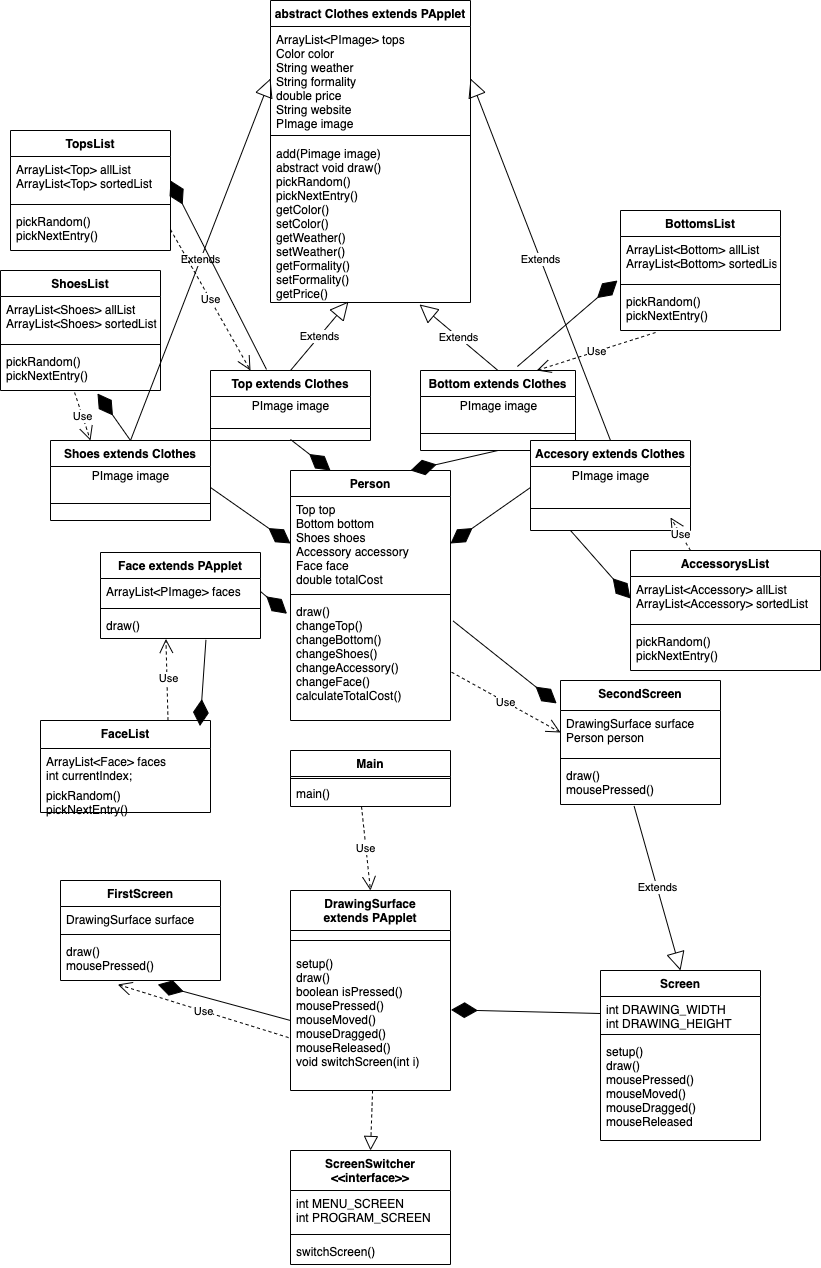 abstract Clothes extends PApplet
ArrayList<PImage> tops
Color color
String weather
String formality
double price
String website
PImage image
add(Pimage image)
abstract void draw()
pickRandom()
pickNextEntry()
getColor()
setColor()
getWeather()
setWeather()
getFormality()
setFormality()
getPrice()
TopsList
ArrayList<Top> allList
ArrayList<Top> sortedList
pickRandom()
pickNextEntry()
BottomsList
ArrayList<Bottom> allList
ArrayList<Bottom> sortedLis
pickRandom()
pickNextEntry()
Extends
Extends
ShoesList
ArrayList<Shoes> allList
ArrayList<Shoes> sortedList
pickRandom()
pickNextEntry()
Use
Extends
Extends
Use
Top extends Clothes
PImage image
Bottom extends Clothes
PImage image
Use
Shoes extends Clothes
PImage image
Accesory extends Clothes
PImage image
Person
Top top
Bottom bottom
Shoes shoes
Accessory accessory
Face face
double totalCost
draw()
changeTop()
changeBottom()
changeShoes()
changeAccessory()
changeFace()
calculateTotalCost()
Use
AccessorysList
ArrayList<Accessory> allList
ArrayList<Accessory> sortedList
pickRandom()
pickNextEntry()
Face extends PApplet
ArrayList<PImage> faces
draw()
Use
Use
SecondScreen
DrawingSurface surface
Person person
draw()
mousePressed()
FaceList
ArrayList<Face> faces
int currentIndex;
pickRandom()
pickNextEntry()
Main
main()
Use
Extends
FirstScreen
DrawingSurface surface
draw()
mousePressed()
Use
DrawingSurface
extends PApplet
setup()
draw()
boolean isPressed()
mousePressed()
mouseMoved()
mouseDragged()
mouseReleased()
void switchScreen(int i)
Screen
int DRAWING_WIDTH
int DRAWING_HEIGHT
setup()
draw()
mousePressed()
mouseMoved()
mouseDragged()
mouseReleased
ScreenSwitcher
<<interface>>
int MENU_SCREEN
int PROGRAM_SCREEN
switchScreen()